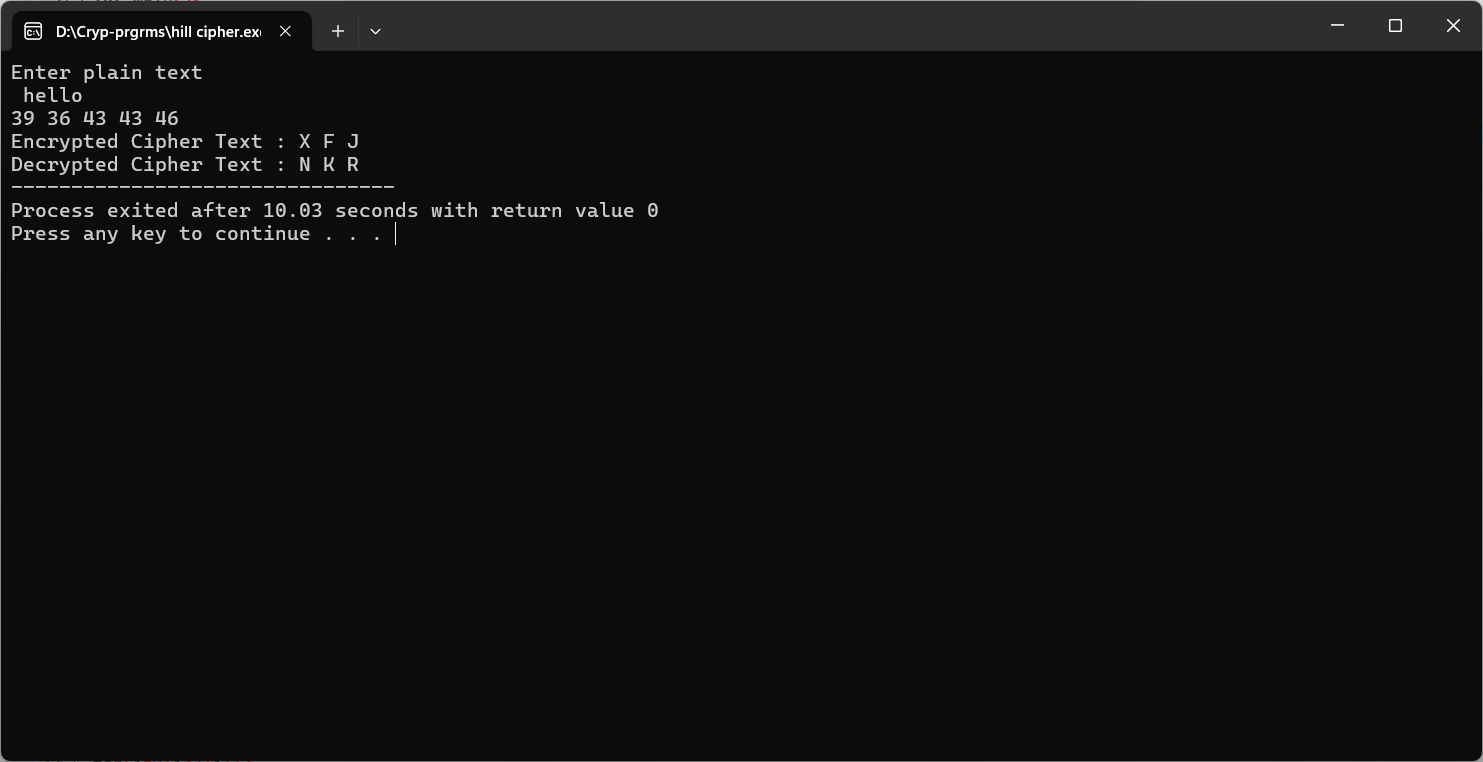 D:\Cryp-prgrms\hill cipher.ex
Enter plain text
hello
39 36 43 43 46
Encrypted Cipher Text : X F J
Decrypted Cipher Text : N K R
--------------------------------
Process exited after 10.03 seconds with return value 0
Press any key to continue . . .